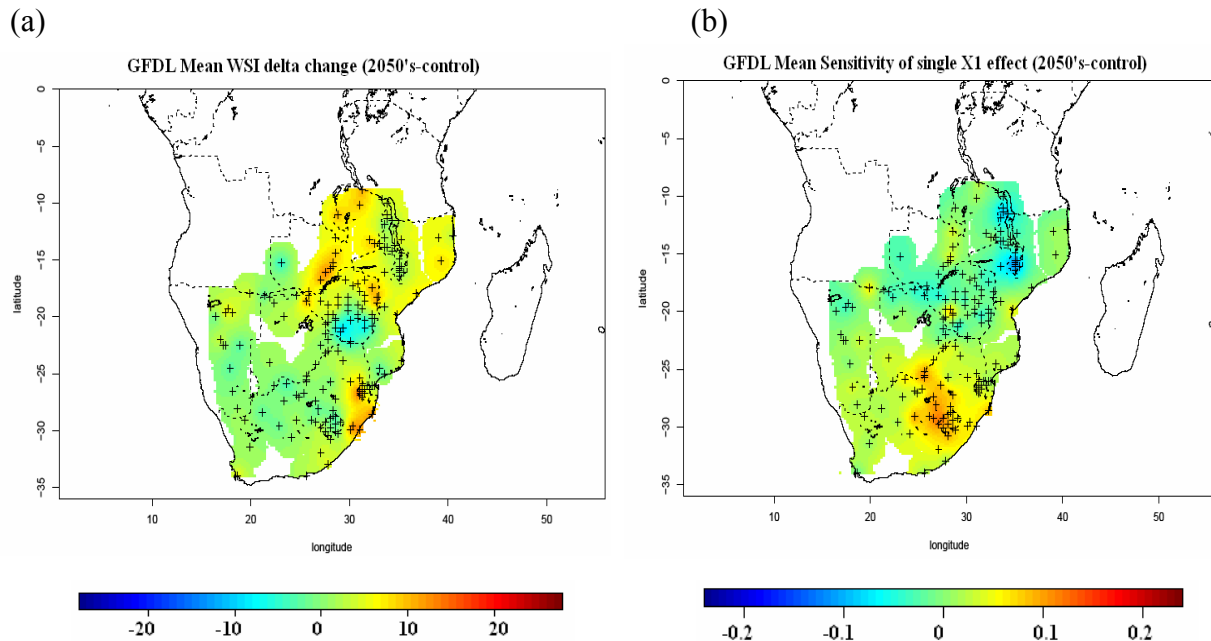 (a)
GFDL Mean WSI delta change (2050's-control)
0
-5
-10
-15
-20
-25
-30
-35
latitude
10 20 30 40 50
longitude
-20 -10 0 10 20
(b)
GFDL Mean Sensitivity of single X1 effect (2050's-control)
0
-5
-10
-15
-20
-25
-30
-35
latitude
10 20 30 40 50
longitude
-0.2 -0.1 0 0.1 0.2